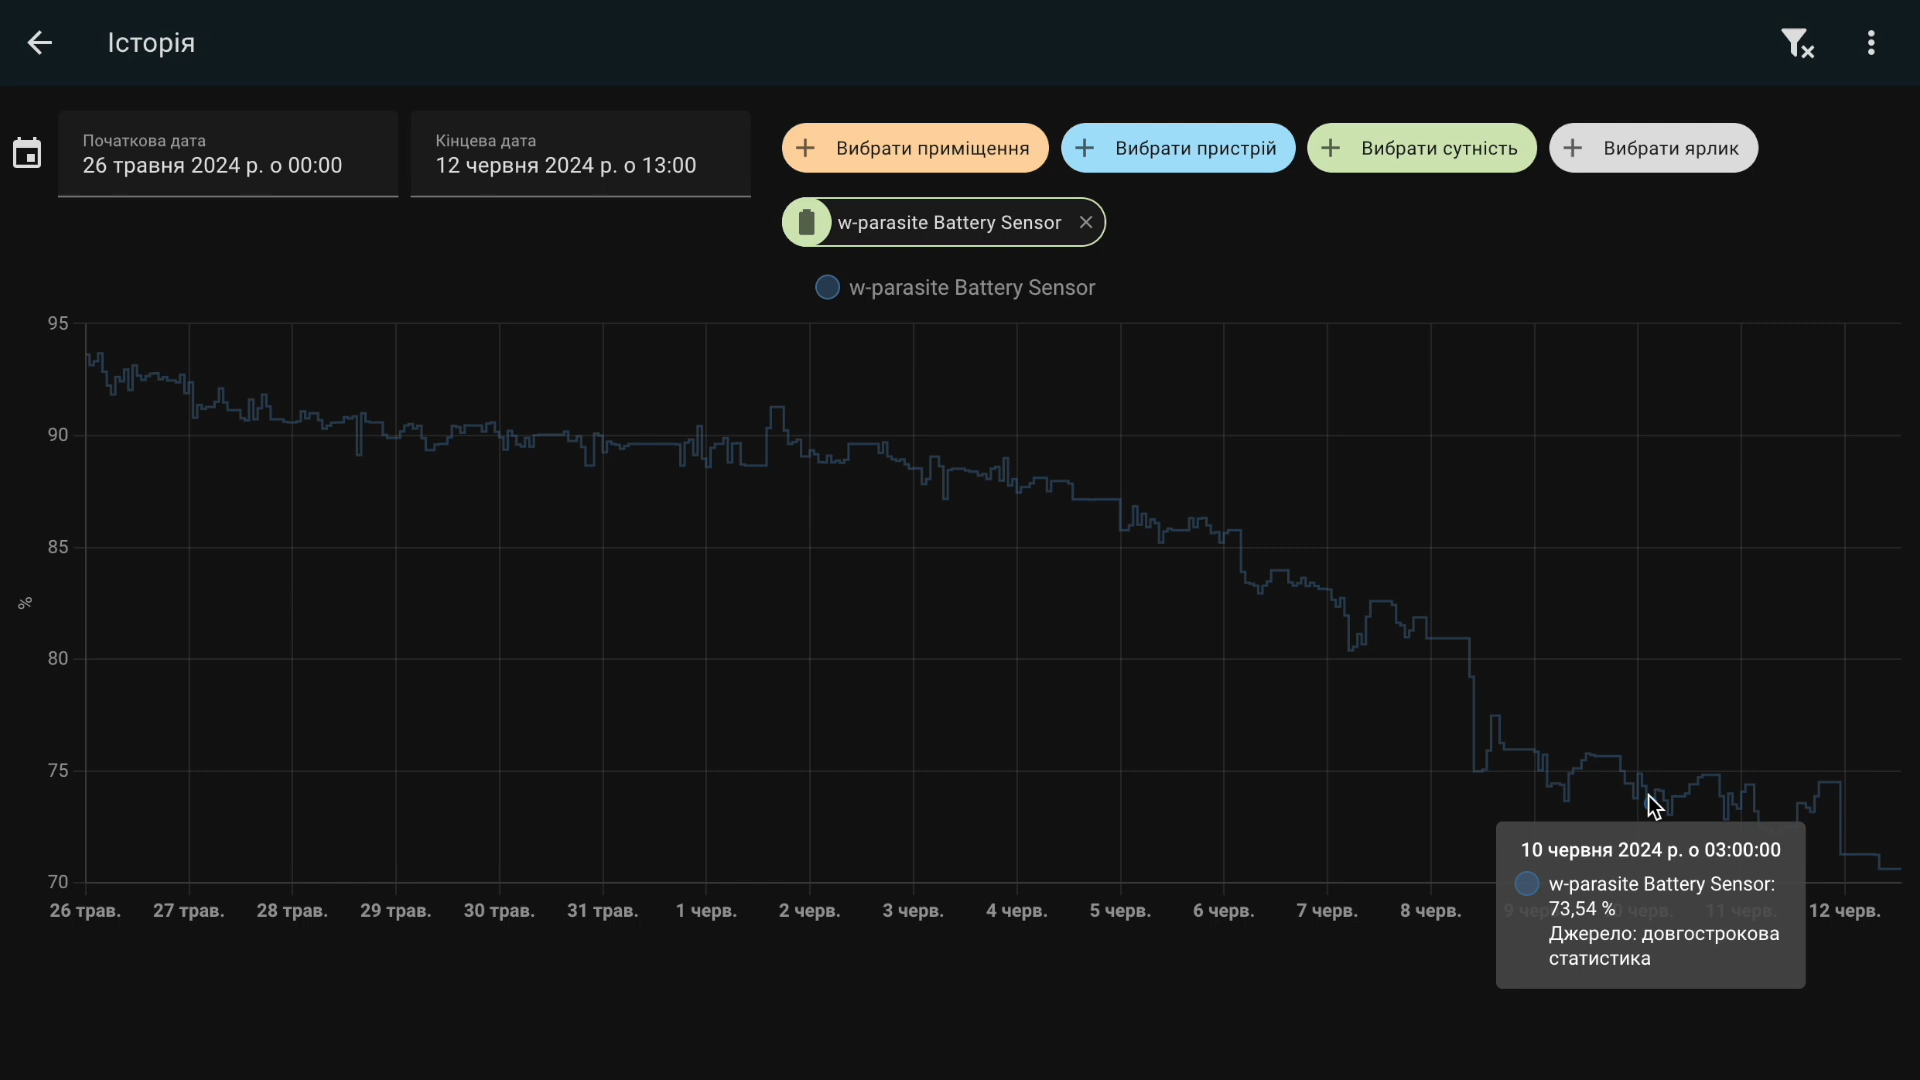 Історія
Початкова дата
26 травня 2024 р. о 00:00
Кінцева дата
12 червня 2024 р. о 13:00
Вибрати приміщення
Вибрати пристрій
Вибрати сутність
Вибрати ярлик
w-parasite Battery Sensor
w-parasite Battery Sensor
95
90
85
%
80
75
70
26 трав.
27 трав.
28 трав.
29 трав.
30 трав.
31 трав.
1 черв.
2 черв.
3 черв.
4 черв.
5 черв.
6 черв.
7 черв.
8 черв.
11 черв.
12 черв.
10 червня 2024 р. о 03:00:00
w-parasite Battery Sensor:
73,54 %
Джерело: довгострокова
статистика